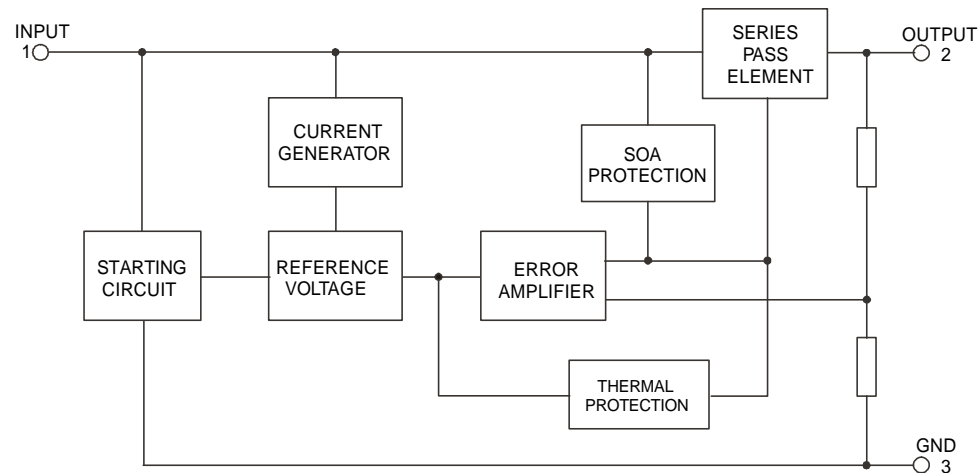 INPUT
1
SERIES
PASS
ELEMENT
OUTPUT
2
CURRENT
GENERATOR
SOA
PROTECTION
STARTING
CIRCUIT
REFERENCE
VOLTAGE
ERROR
AMPLIFIER
THERMAL
PROTECTION
GND
3